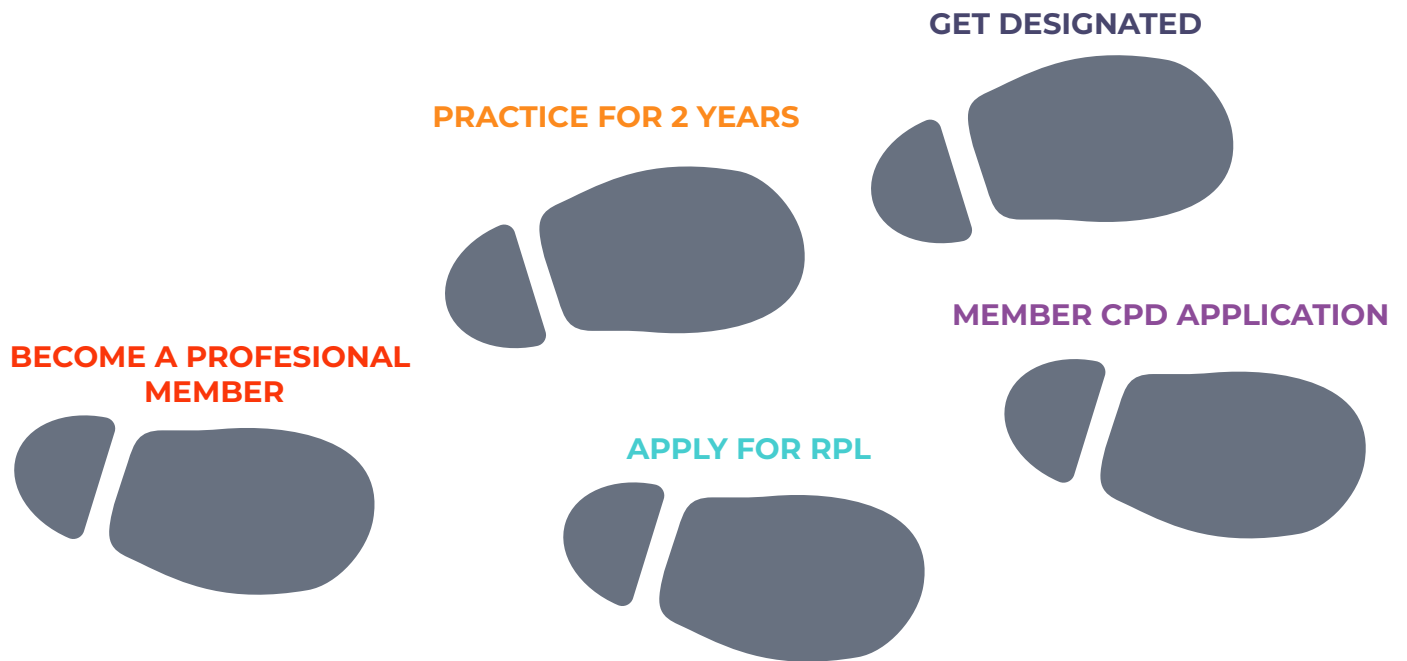 GET DESIGNATED
PRACTICE FOR 2 YEARS
MEMBER CPD APPLICATION
BECOME A PROFESIONAL
MEMBER
APPLY FOR RPL